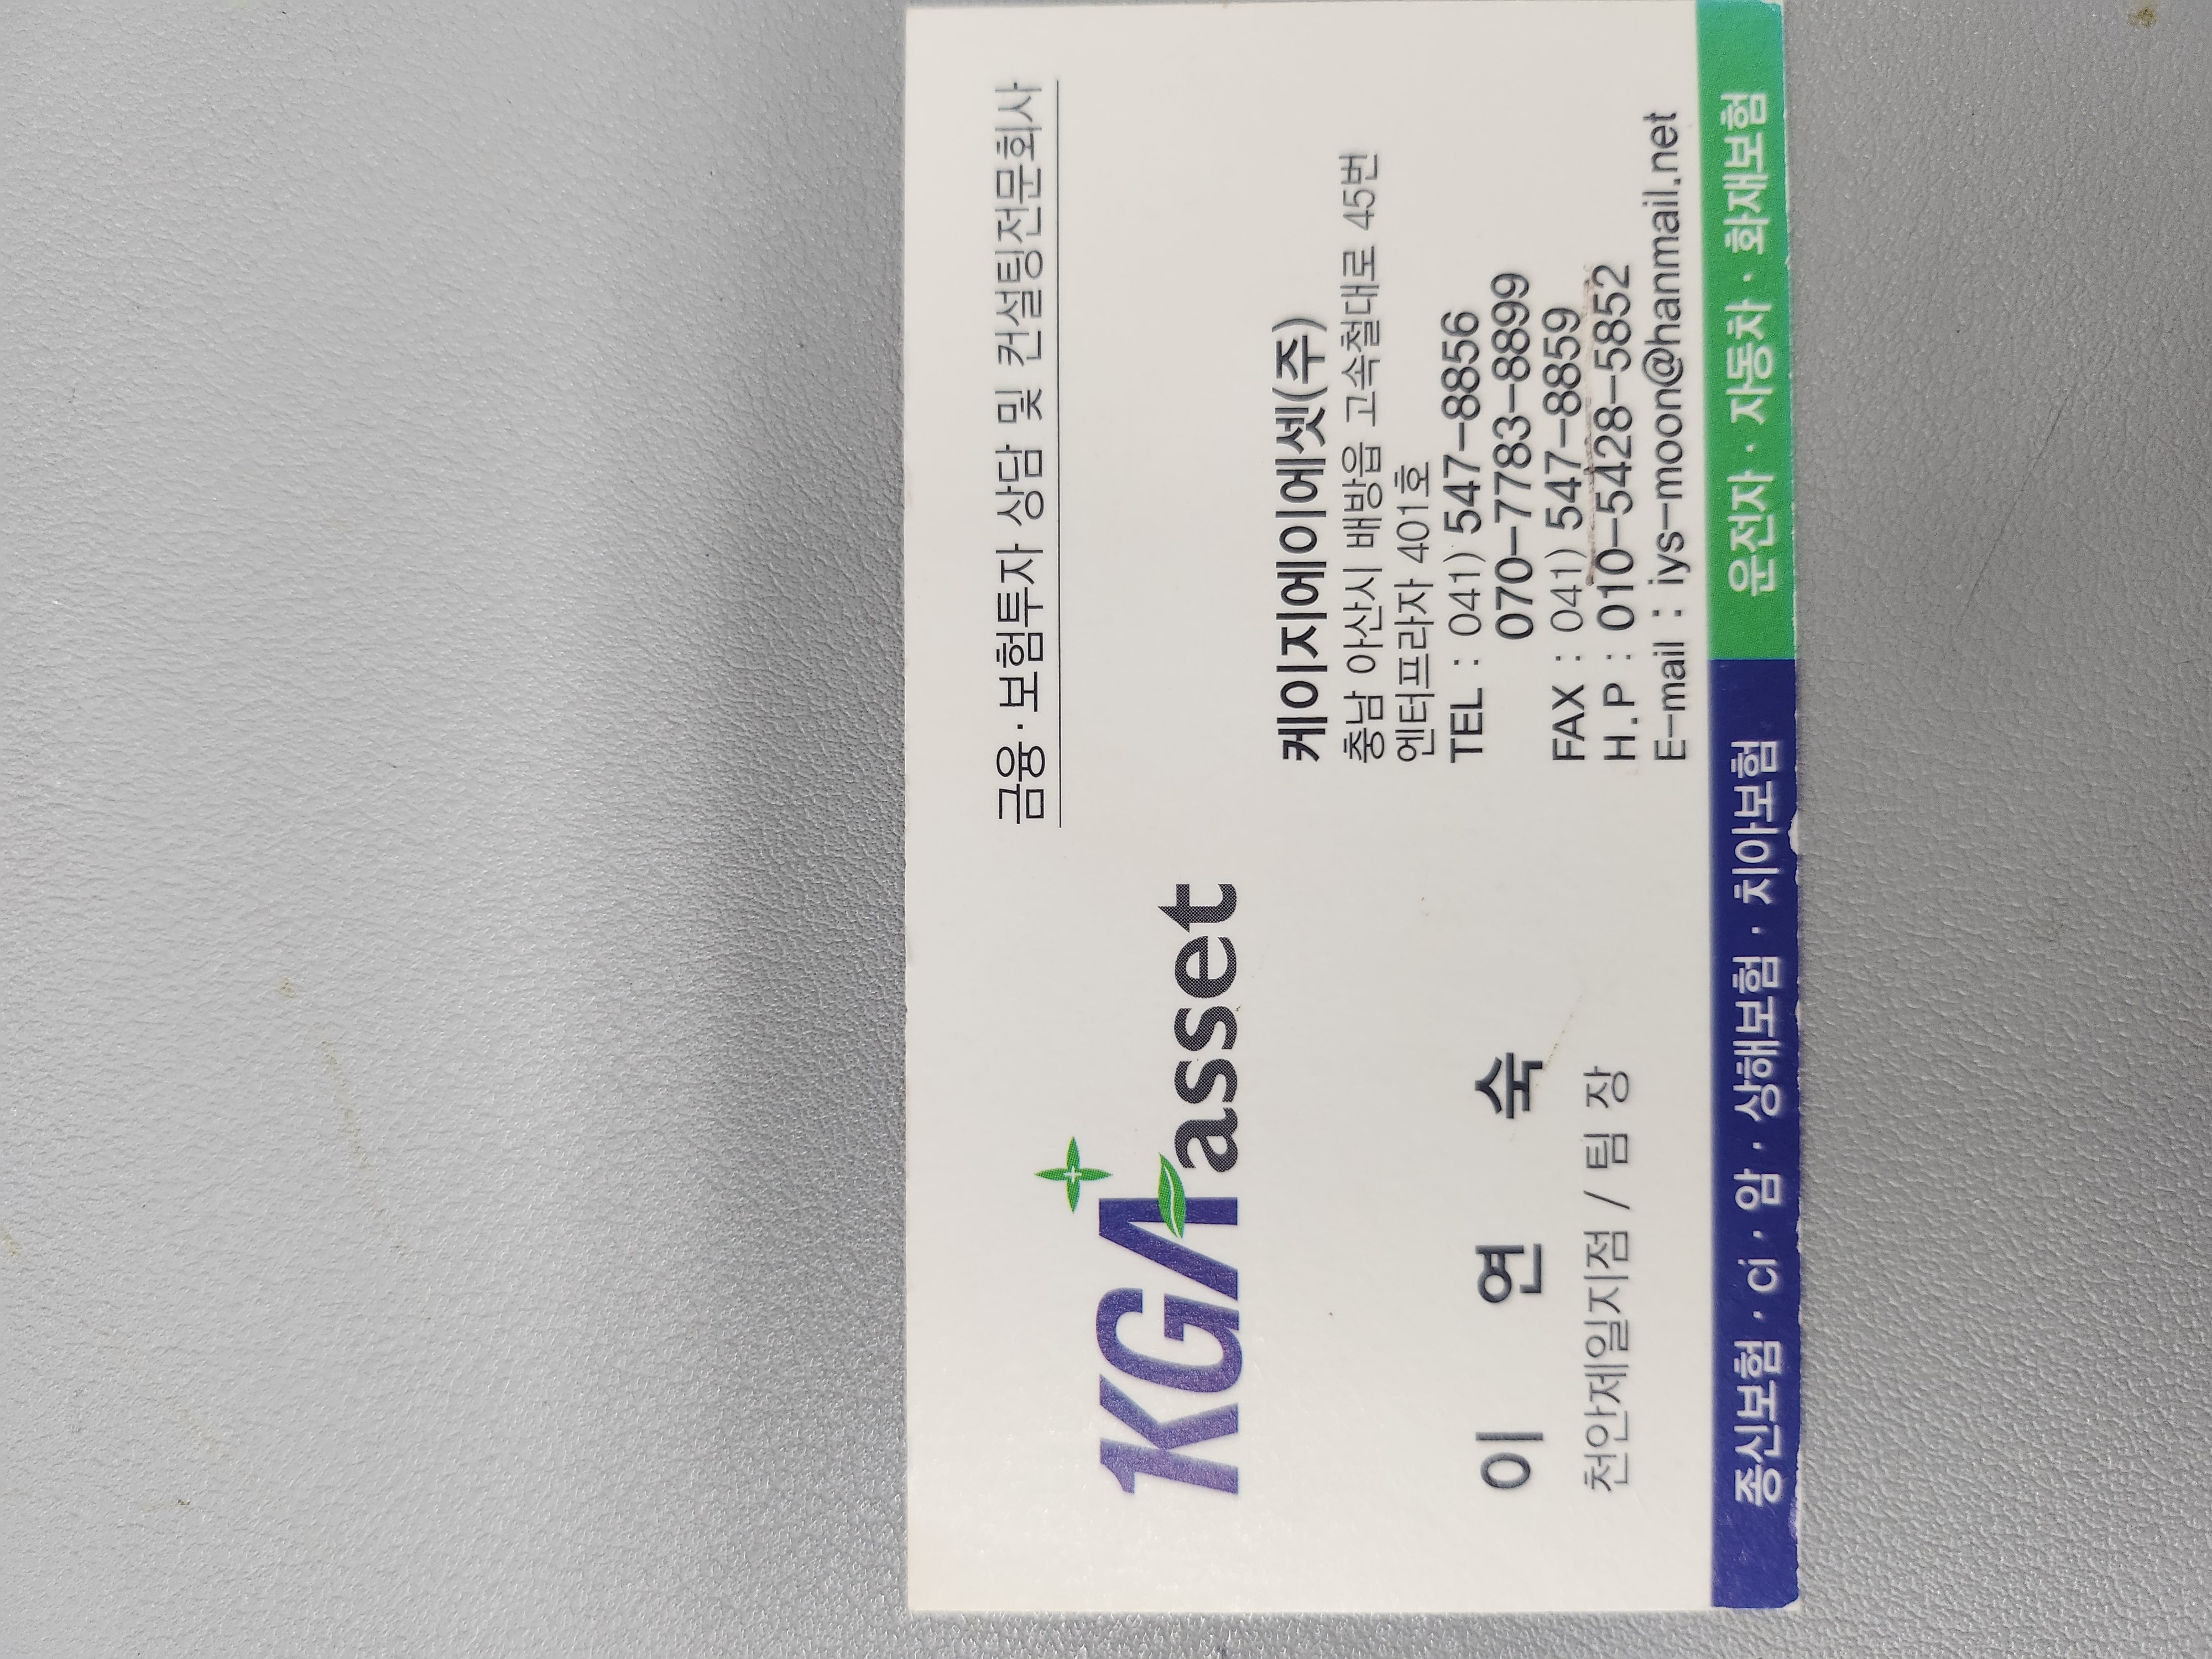 금융·보험투자 상담 및 컨설팅전문회사
KGA asset
케이지에이에셋(주)
충남 아산시 배방읍 고속철대로 45번
엔터프라자 401호
TEL : 041) 547-8856
070-7783-8899
FAX : 041) 547-8859
H.P : 010-5428-5852
E-mail : iys-moon@hanmail.net
이 연 숙
천안제일지점 / 팀 장
종신보험 · ci · 암 · 상해보험 · 치아보험 운전자 · 자동차 · 화재보험